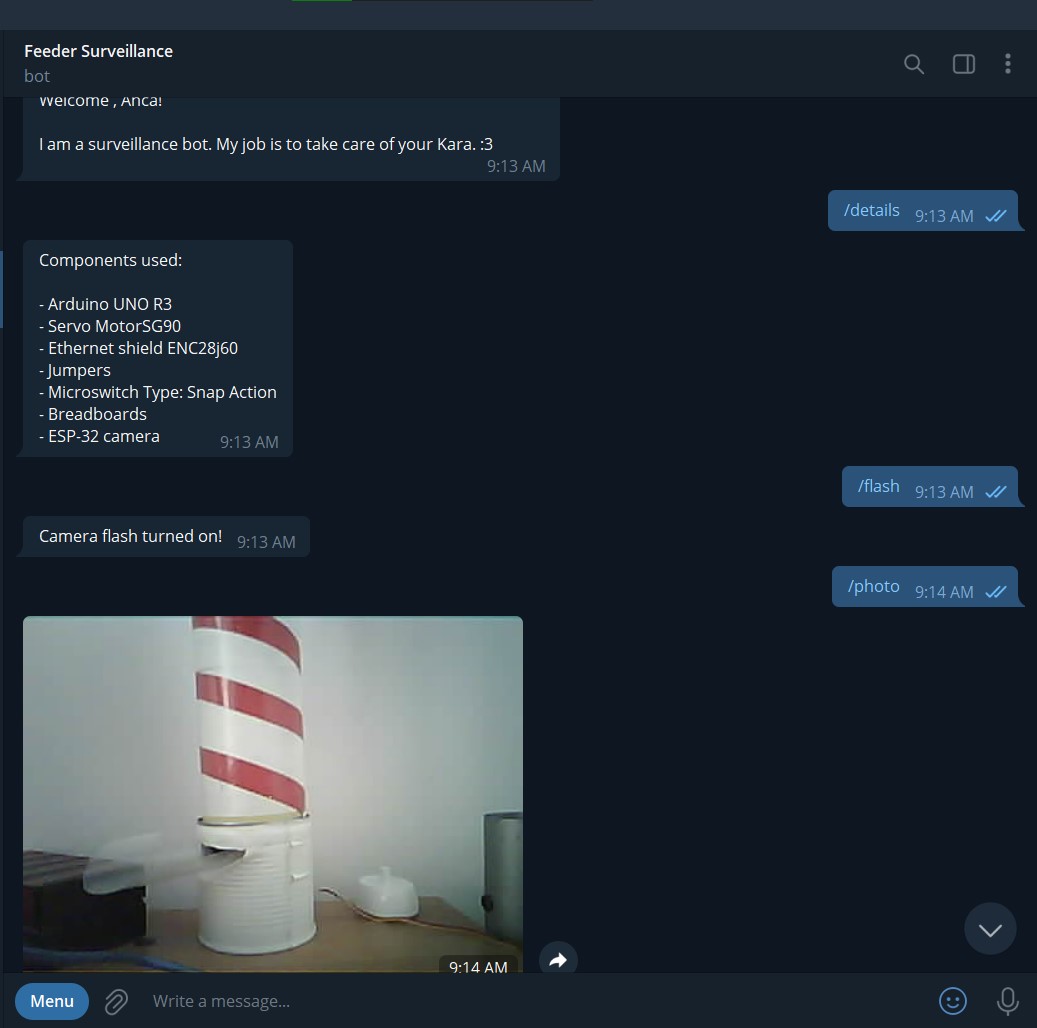 Feeder Surveillance
bot
Welcome , Anca!
I am a surveillance bot. My job is to take care of your Kara. :3
9:13 AM
/details 9:13 AM
Components used:
- Arduino UNO R3
- Servo MotorSG90
- Ethernet shield ENC28j60
- Jumpers
- Microswitch Type: Snap Action
- Breadboards
- ESP-32 camera 9:13 AM
/flash 9:13 AM
Camera flash turned on! 9:13 AM
/photo 9:14 AM
9:14 AM
Menu Write a message...